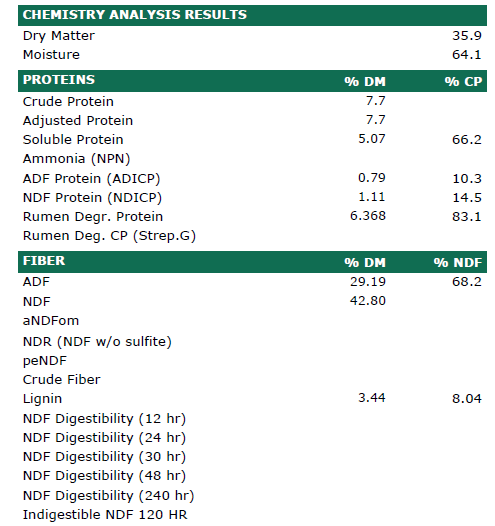 CHEMISTRY ANALYSIS RESULTS
Dry Matter 35.9
Moisture 64.1
PROTEINS % DM % CP
Crude Protein 7.7
Adjusted Protein 7.7
Soluble Protein 5.07 66.2
Ammonia (NPN)
ADF Protein (ADICP) 0.79 10.3
NDF Protein (NDICP) 1.11 14.5
Rumen Degr. Protein 6.368 83.1
Rumen Deg. CP (Strep.G)
FIBER % DM % NDF
ADF 29.19 68.2
NDF 42.80
aNDFom
NDR (NDF w/o sulfite)
peNDF
Crude Fiber
Lignin 3.44 8.04
NDF Digestibility (12 hr)
NDF Digestibility (24 hr)
NDF Digestibility (30 hr)
NDF Digestibility (48 hr)
NDF Digestibility (240 hr)
Indigestible NDF 120 HR